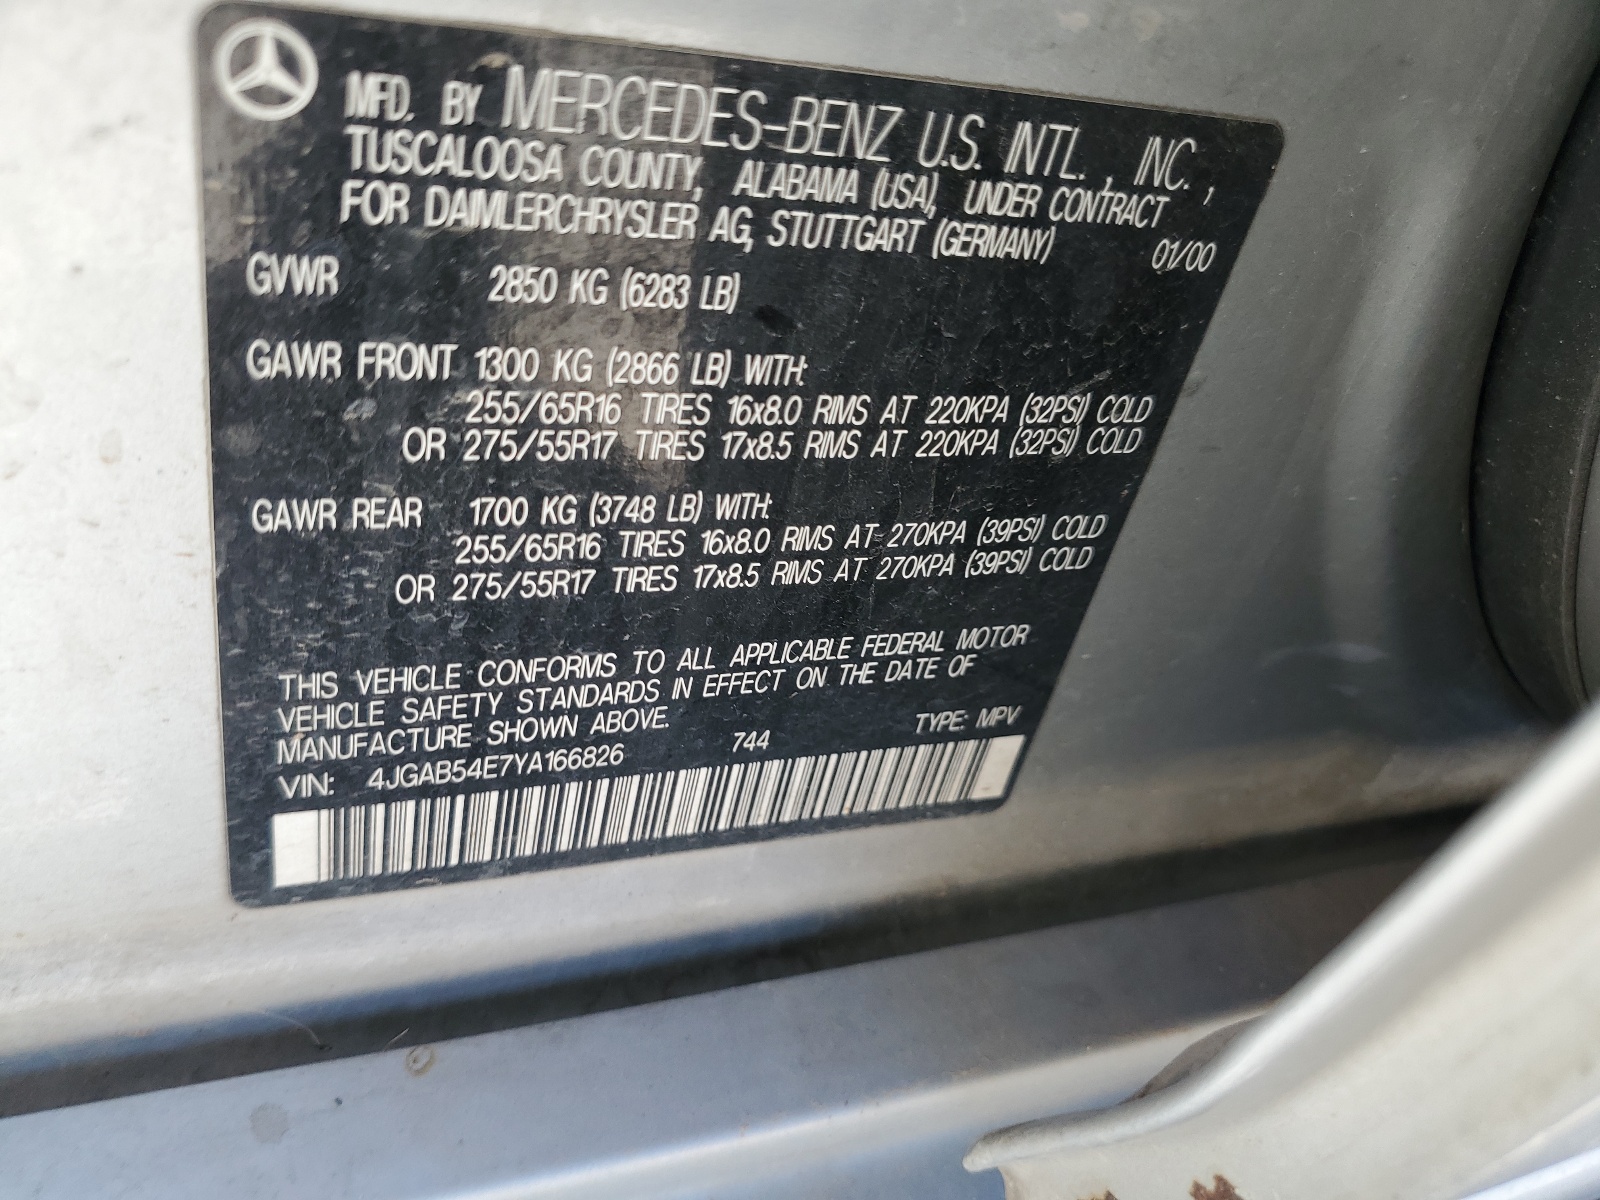 MFD. BY MERCEDES-BENZ U.S. INTL., INC.,
TUSCALOOSA COUNTY, ALABAMA (USA), UNDER CONTRACT
FOR DAIMLERCHRYSLER AG, STUTTGART (GERMANY) 01/00
GVWR 2850 KG (6283 LB)
GAWR FRONT 1300 KG (2866 LB) WITH:
255/65R16 TIRES 16x8.0 RIMS AT 220KPA (32PSI) COLD
OR 275/55R17 TIRES 17x8.5 RIMS AT 220KPA (32PSI) COLD
GAWR REAR 1700 KG (3748 LB) WITH:
255/65R16 TIRES 16x8.0 RIMS AT 270KPA (39PSI) COLD
OR 275/55R17 TIRES 17x8.5 RIMS AT 270KPA (39PSI) COLD
THIS VEHICLE CONFORMS TO ALL APPLICABLE FEDERAL MOTOR
VEHICLE SAFETY STANDARDS IN EFFECT ON THE DATE OF
MANUFACTURE SHOWN ABOVE.
VIN: 4JGAB54E7YA166826 744 TYPE: MPV